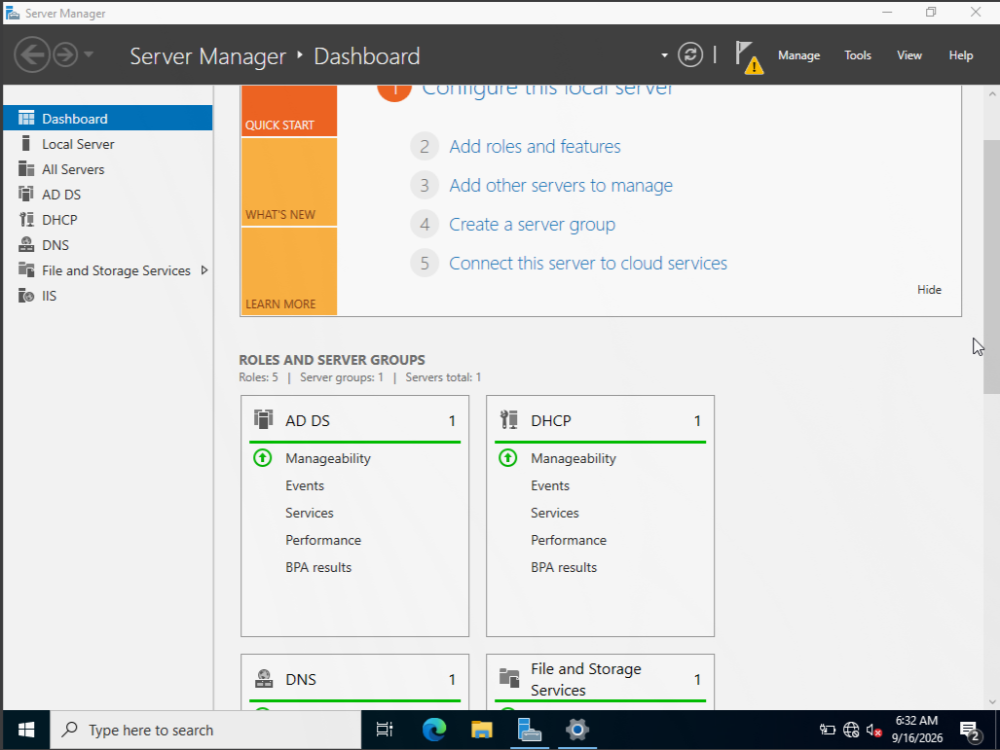 Server Manager
Server Manager ‣ Dashboard
Manage
Tools
View
Help
Dashboard
Local Server
All Servers
AD DS
DHCP
DNS
File and Storage Services
IIS
1
Configure this local server
QUICK START
2
Add roles and features
3
Add other servers to manage
WHAT'S NEW
4
Create a server group
5
Connect this server to cloud services
LEARN MORE
Hide
ROLES AND SERVER GROUPS
Roles: 5 | Server groups: 1 | Servers total: 1
AD DS
1
Manageability
Events
Services
Performance
BPA results
DHCP
1
Manageability
Events
Services
Performance
BPA results
DNS
1
File and Storage
Services
1
Type here to search
6:32 AM
9/16/2026
2